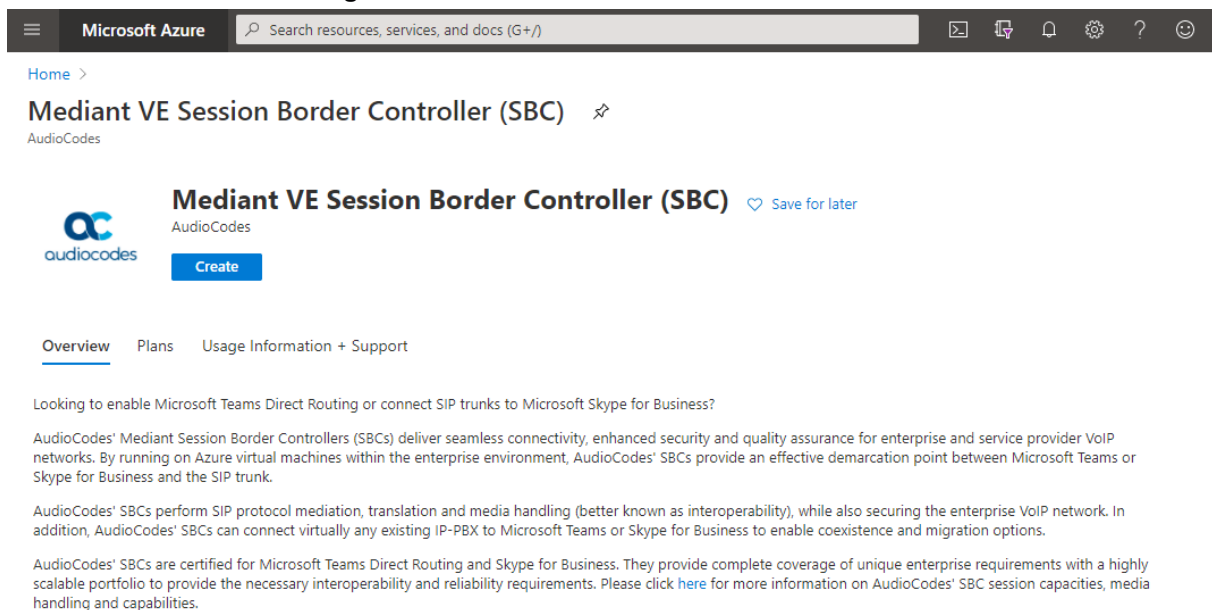 Microsoft Azure
Search resources, services, and docs (G+/)
Home >
Mediant VE Session Border Controller (SBC)
AudioCodes
Mediant VE Session Border Controller (SBC)
Save for later
AudioCodes
audiocodes
Create
Overview Plans Usage Information + Support
Looking to enable Microsoft Teams Direct Routing or connect SIP trunks to Microsoft Skype for Business?
AudioCodes' Mediant Session Border Controllers (SBCs) deliver seamless connectivity, enhanced security and quality assurance for enterprise and service provider VoIP
networks. By running on Azure virtual machines within the enterprise environment, AudioCodes' SBCs provide an effective demarcation point between Microsoft Teams or
Skype for Business and the SIP trunk.
AudioCodes' SBCs perform SIP protocol mediation, translation and media handling (better known as interoperability), while also securing the enterprise VoIP network. In
addition, AudioCodes' SBCs can connect virtually any existing IP-PBX to Microsoft Teams or Skype for Business to enable coexistence and migration options.
AudioCodes' SBCs are certified for Microsoft Teams Direct Routing and Skype for Business. They provide complete coverage of unique enterprise requirements with a highly
scalable portfolio to provide the necessary interoperability and reliability requirements. Please click here for more information on AudioCodes' SBC session capacities, media
handling and capabilities.